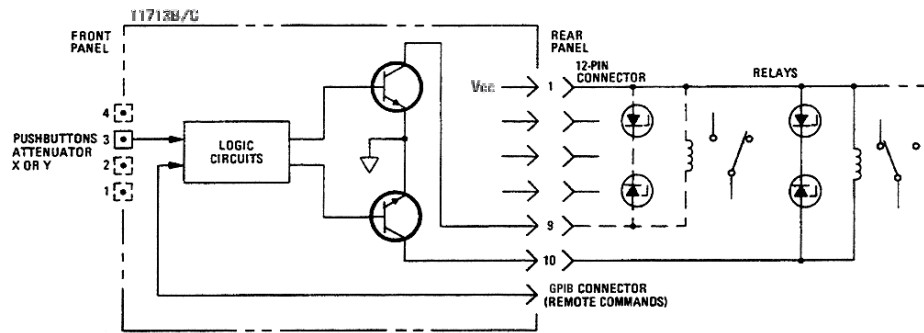 11713B/C
FRONT
PANEL
REAR
PANEL
12-PIN
CONNECTOR
RELAYS
Vcc
1
4
3
2
1
PUSHBUTTONS
ATTENUATOR
X OR Y
LOGIC
CIRCUITS
9
10
GPIB CONNECTOR
(REMOTE COMMANDS)